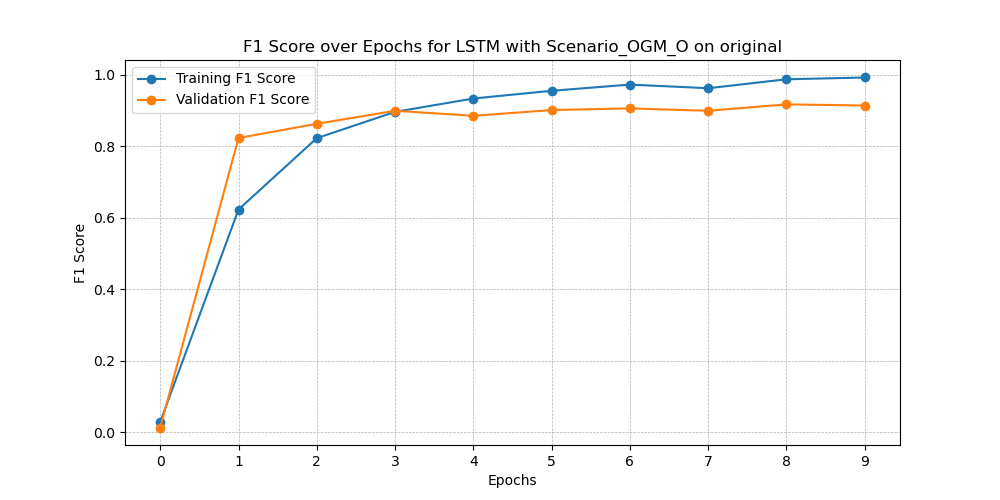 F1 Score over Epochs for LSTM with Scenario_OGM_O on original
Training F1 Score
Validation F1 Score
1.0
0.8
0.6
0.4
0.2
0.0
F1 Score
0 1 2 3 4 5 6 7 8 9
Epochs